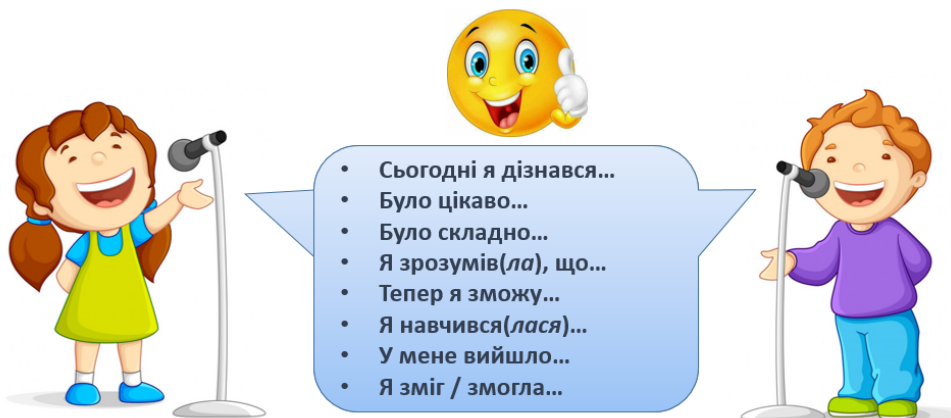 • Сьогодні я дізнався...
• Було цікаво...
• Було складно...
• Я зрозумів(ла), що...
• Тепер я зможу...
• Я навчився(лася)...
• У мене вийшло...
• Я зміг / змогла...